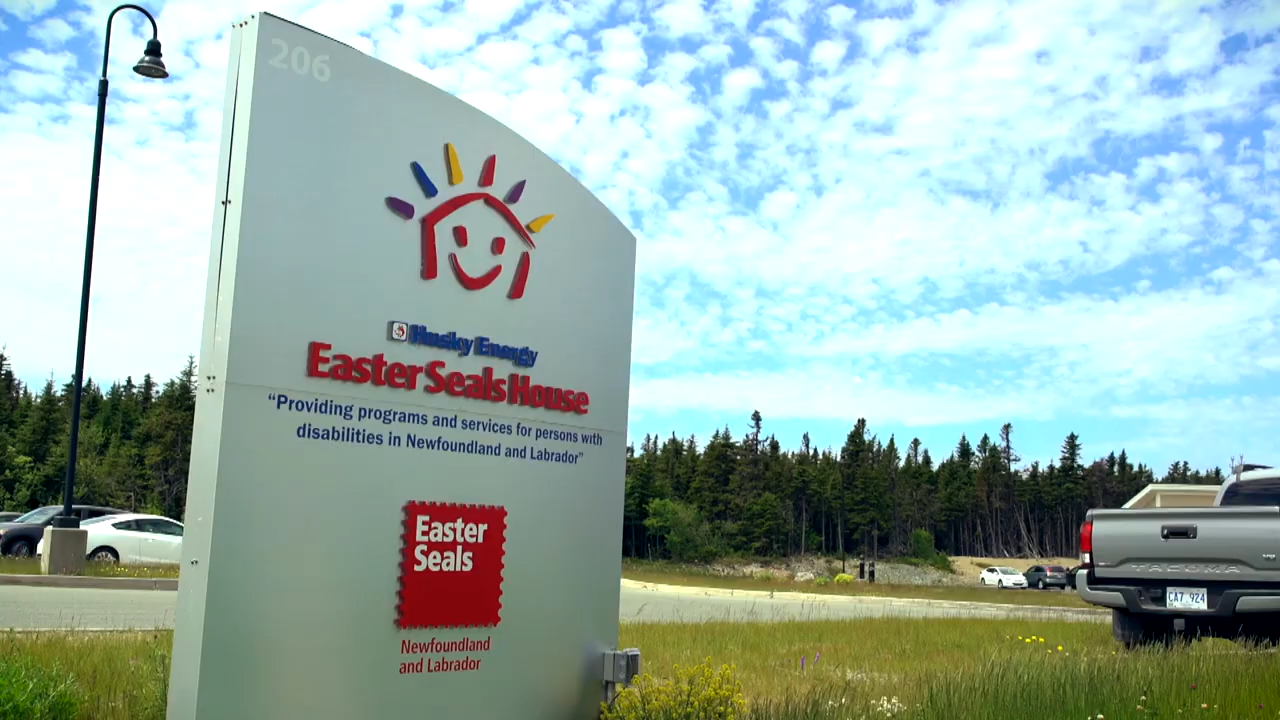 206
Husky Energy
Easter Seals House
“Providing programs and services for persons with
disabilities in Newfoundland and Labrador”
Easter
Seals
Newfoundland
and Labrador
TACOMA
CA7 924